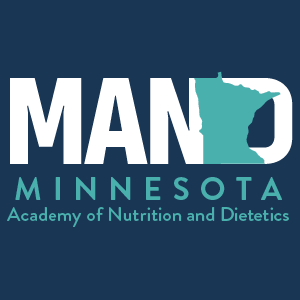 MAND
MINNESOTA
Academy of Nutrition and Dietetics